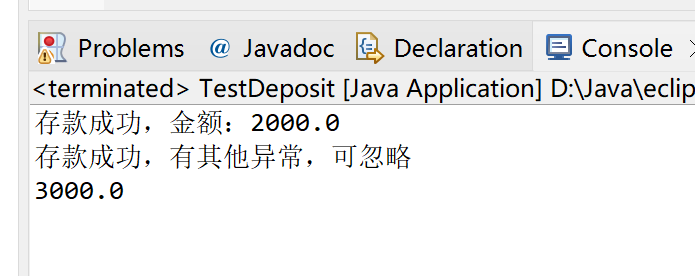 Problems @ Javadoc Declaration Console
<terminated> TestDeposit [Java Application] D:\Java\eclip
存款成功，金额：2000.0
存款成功，有其他异常，可忽略
3000.0